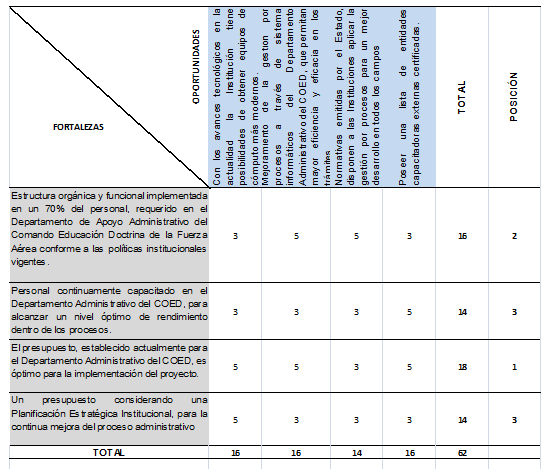 OPORTUNIDADES
FORTALEZAS
Con los avances tecnológicos en la
actualidad la Institución tiene
posibilidades de obtener equipos de
cómputo más modernos.
Mejoramiento de la gestion por
procesos a través de sistema
informáticos del Departamento
Administrativo del COED, que permitan
mayor eficiencia y eficacia en los
trámites
Normativas emitidas por el Estado,
disponen a las Instituciones aplicar la
gestión por procesos para un mejor
desarrollo en todos los campos
Poseer una lista de entidades
capacitadoras externas certificadas.
TOTAL
POSICIÓN
Estructura orgánica y funcional implementada
en un 70% del personal, requerido en el
Departamento de Apoyo Administrativo del
Comando Educación Doctrina de la Fuerza
Aérea conforme a las políticas institucionales
vigentes.
3 5 5 3 16 2
Personal continuamente capacitado en el
Departamento Administrativo del COED, para
alcanzar un nivel óptimo de rendimiento
dentro de los procesos.
3 3 3 5 14 3
El presupuesto, establecido actualmente para
el Departamento Administrativo del COED, es
óptimo para la implementación del proyecto.
5 5 3 5 18 1
Un presupuesto considerando una
Planificación Estratégica Institucional, para la
continua mejora del proceso administrativo
5 3 3 3 14 3
TOTAL 16 16 14 16 62